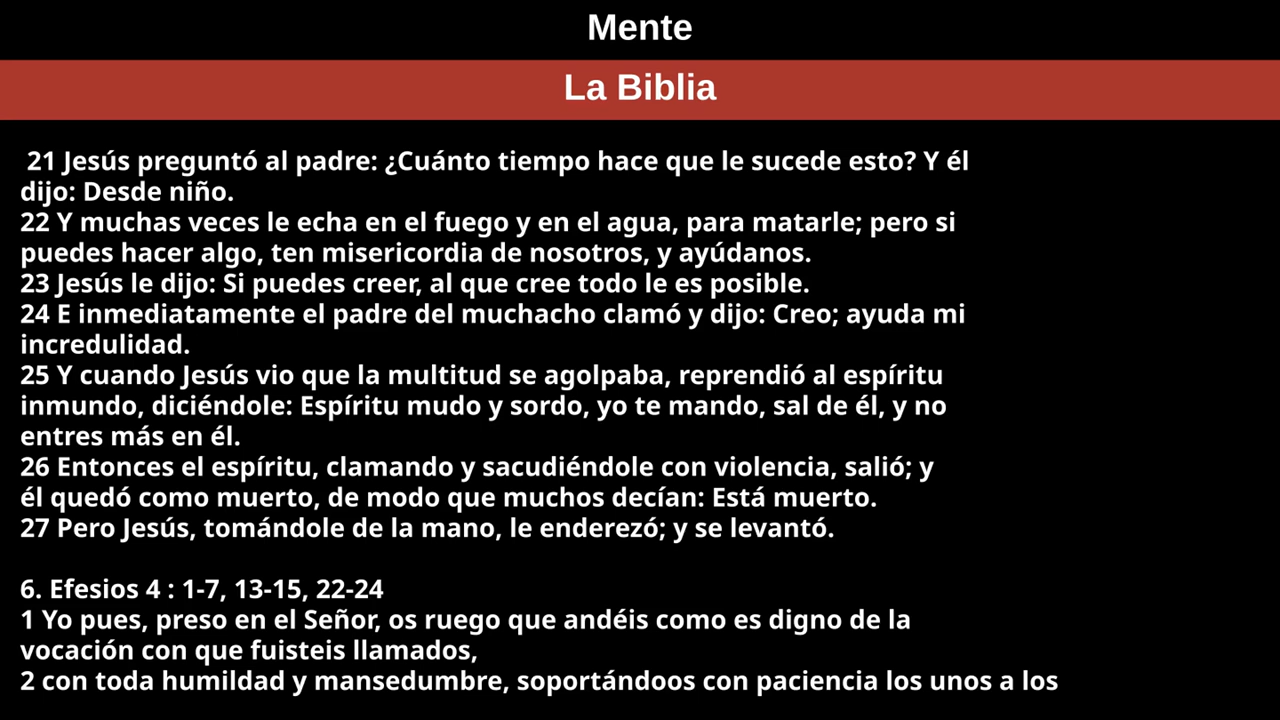 Mente
La Biblia
21 Jesús preguntó al padre: ¿Cuánto tiempo hace que le sucede esto? Y él
dijo: Desde niño.
22 Y muchas veces le echa en el fuego y en el agua, para matarle; pero si
puedes hacer algo, ten misericordia de nosotros, y ayúdanos.
23 Jesús le dijo: Si puedes creer, al que cree todo le es posible.
24 E inmediatamente el padre del muchacho clamó y dijo: Creo; ayuda mi
incredulidad.
25 Y cuando Jesús vio que la multitud se agolpaba, reprendió al espíritu
inmundo, diciéndole: Espíritu mudo y sordo, yo te mando, sal de él, y no
entres más en él.
26 Entonces el espíritu, clamando y sacudiéndole con violencia, salió; y
él quedó como muerto, de modo que muchos decían: Está muerto.
27 Pero Jesús, tomándole de la mano, le enderezó; y se levantó.
6. Efesios 4 : 1-7, 13-15, 22-24
1 Yo pues, preso en el Señor, os ruego que andéis como es digno de la
vocación con que fuisteis llamados,
2 con toda humildad y mansedumbre, soportándoos con paciencia los unos a los